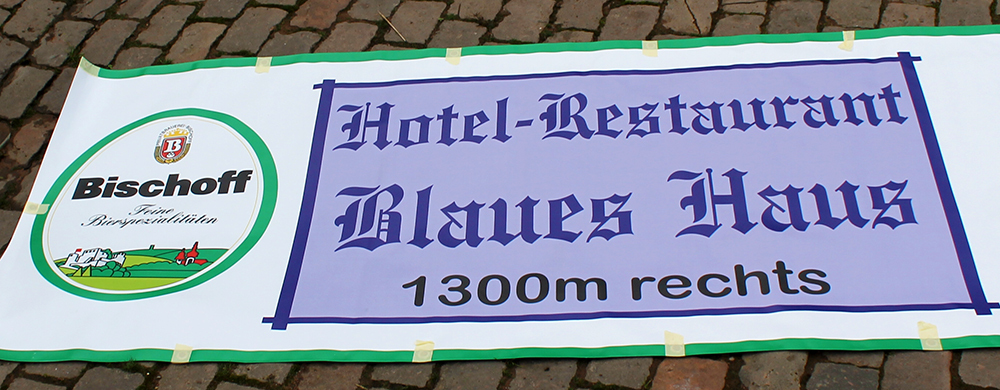 Bischoff
Feine
Bierspezialitäten
Hotel-Restaurant
Blaues Haus
1300m rechts